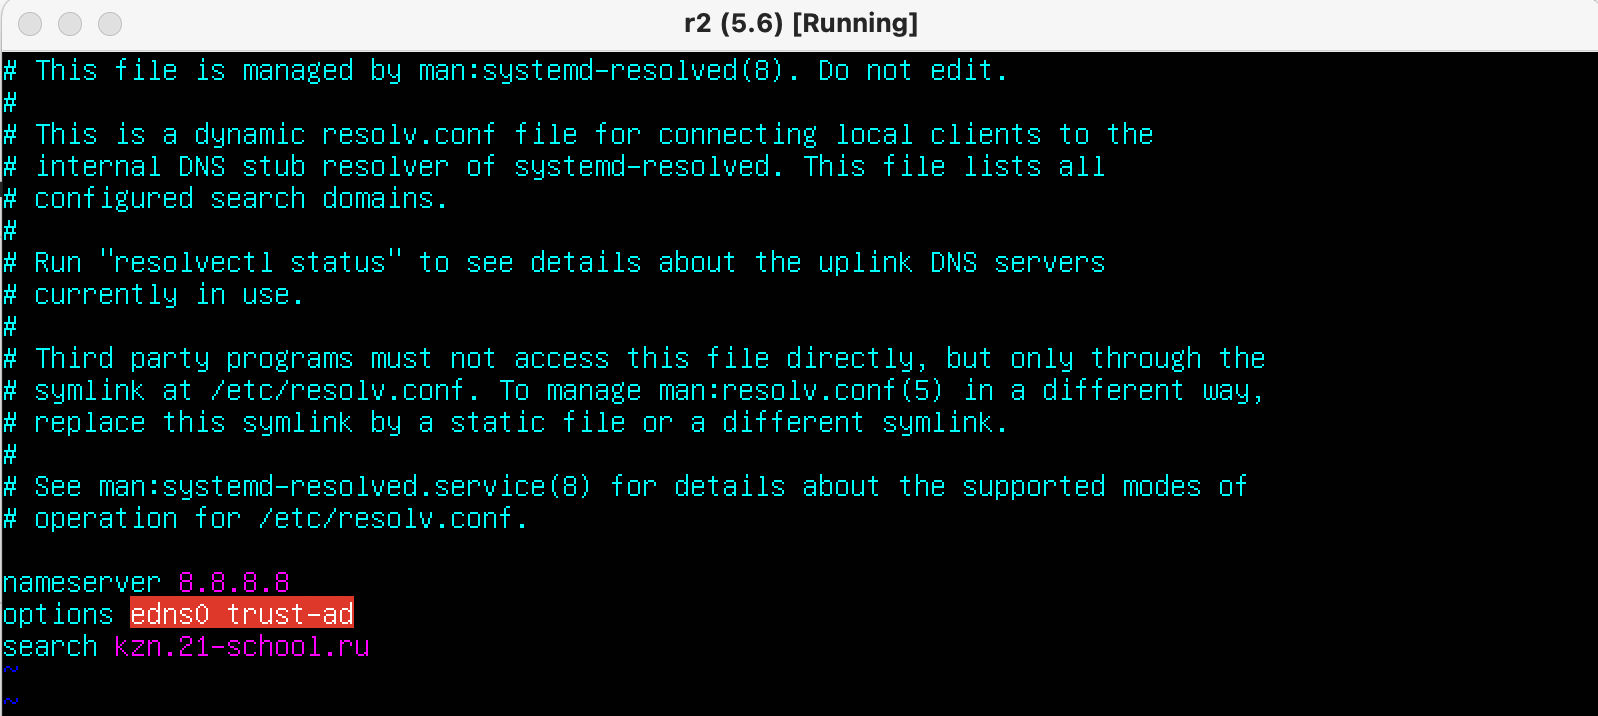 r2 (5.6) [Running]
# This file is managed by man:systemd-resolved(8). Do not edit.
#
# This is a dynamic resolv.conf file for connecting local clients to the
# internal DNS stub resolver of systemd-resolved. This file lists all
# configured search domains.
#
# Run "resolvectl status" to see details about the uplink DNS servers
# currently in use.
#
# Third party programs must not access this file directly, but only through the
# symlink at /etc/resolv.conf. To manage man:resolv.conf(5) in a different way,
# replace this symlink by a static file or a different symlink.
#
# See man:systemd-resolved.service(8) for details about the supported modes of
# operation for /etc/resolv.conf.

nameserver 8.8.8.8
options edns0 trust-ad
search kzn.21-school.ru
~
~